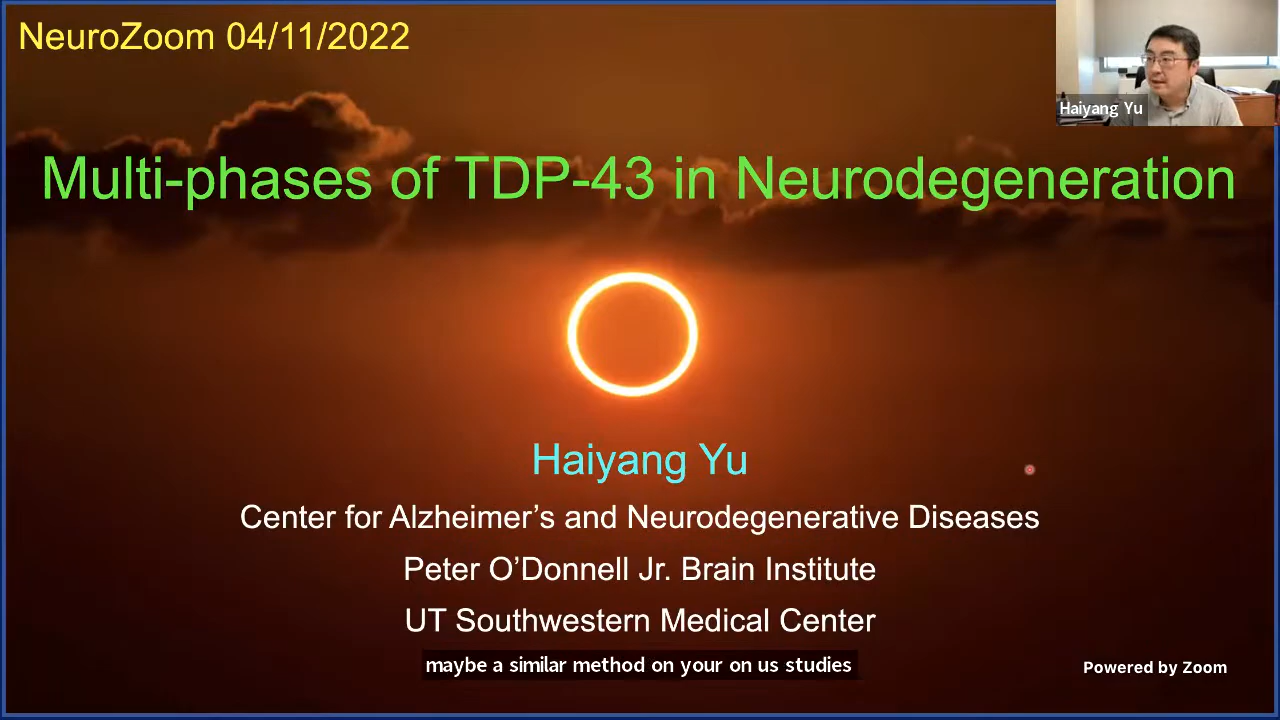 NeuroZoom 04/11/2022
Haiyang Yu
Multi-phases of TDP-43 in Neurodegeneration
Haiyang Yu
Center for Alzheimer’s and Neurodegenerative Diseases
Peter O’Donnell Jr. Brain Institute
UT Southwestern Medical Center
maybe a similar method on your on us studies
Powered by Zoom